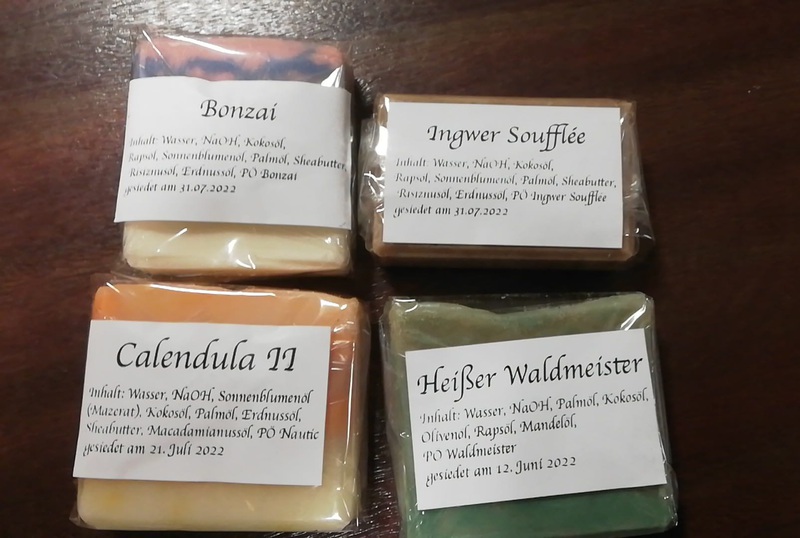 Bonzai
Inhalt: Wasser, NaOH, Kokosöl,
Rapsöl, Sonnenblumenöl, Palmöl, Sheabutter,
Risiznusöl, Erdnussöl, PÖ Bonzai
gesiedet am 31.07.2022
Ingwer Soufflée
Inhalt: Wasser, NaOH, Kokosöl,
Rapsöl, Sonnenblumenöl, Palmöl, Sheabutter,
Risiznusöl, Erdnussöl, PÖ Ingwer Soufflée
gesiedet am 31.07.2022
Calendula II
Inhalt: Wasser, NaOH, Sonnenblumenöl
(Mazerat), Kokosöl, Palmöl, Erdnussöl,
Sheabutter, Macadamianussöl, PÖ Nautic
gesiedet am 21. Juli 2022
Heißer Waldmeister
Inhalt: Wasser, NaOH, Palmöl, Kokosöl,
Olivenöl, Rapsöl, Mandelöl,
PÖ Waldmeister
gesiedet am 12. Juni 2022